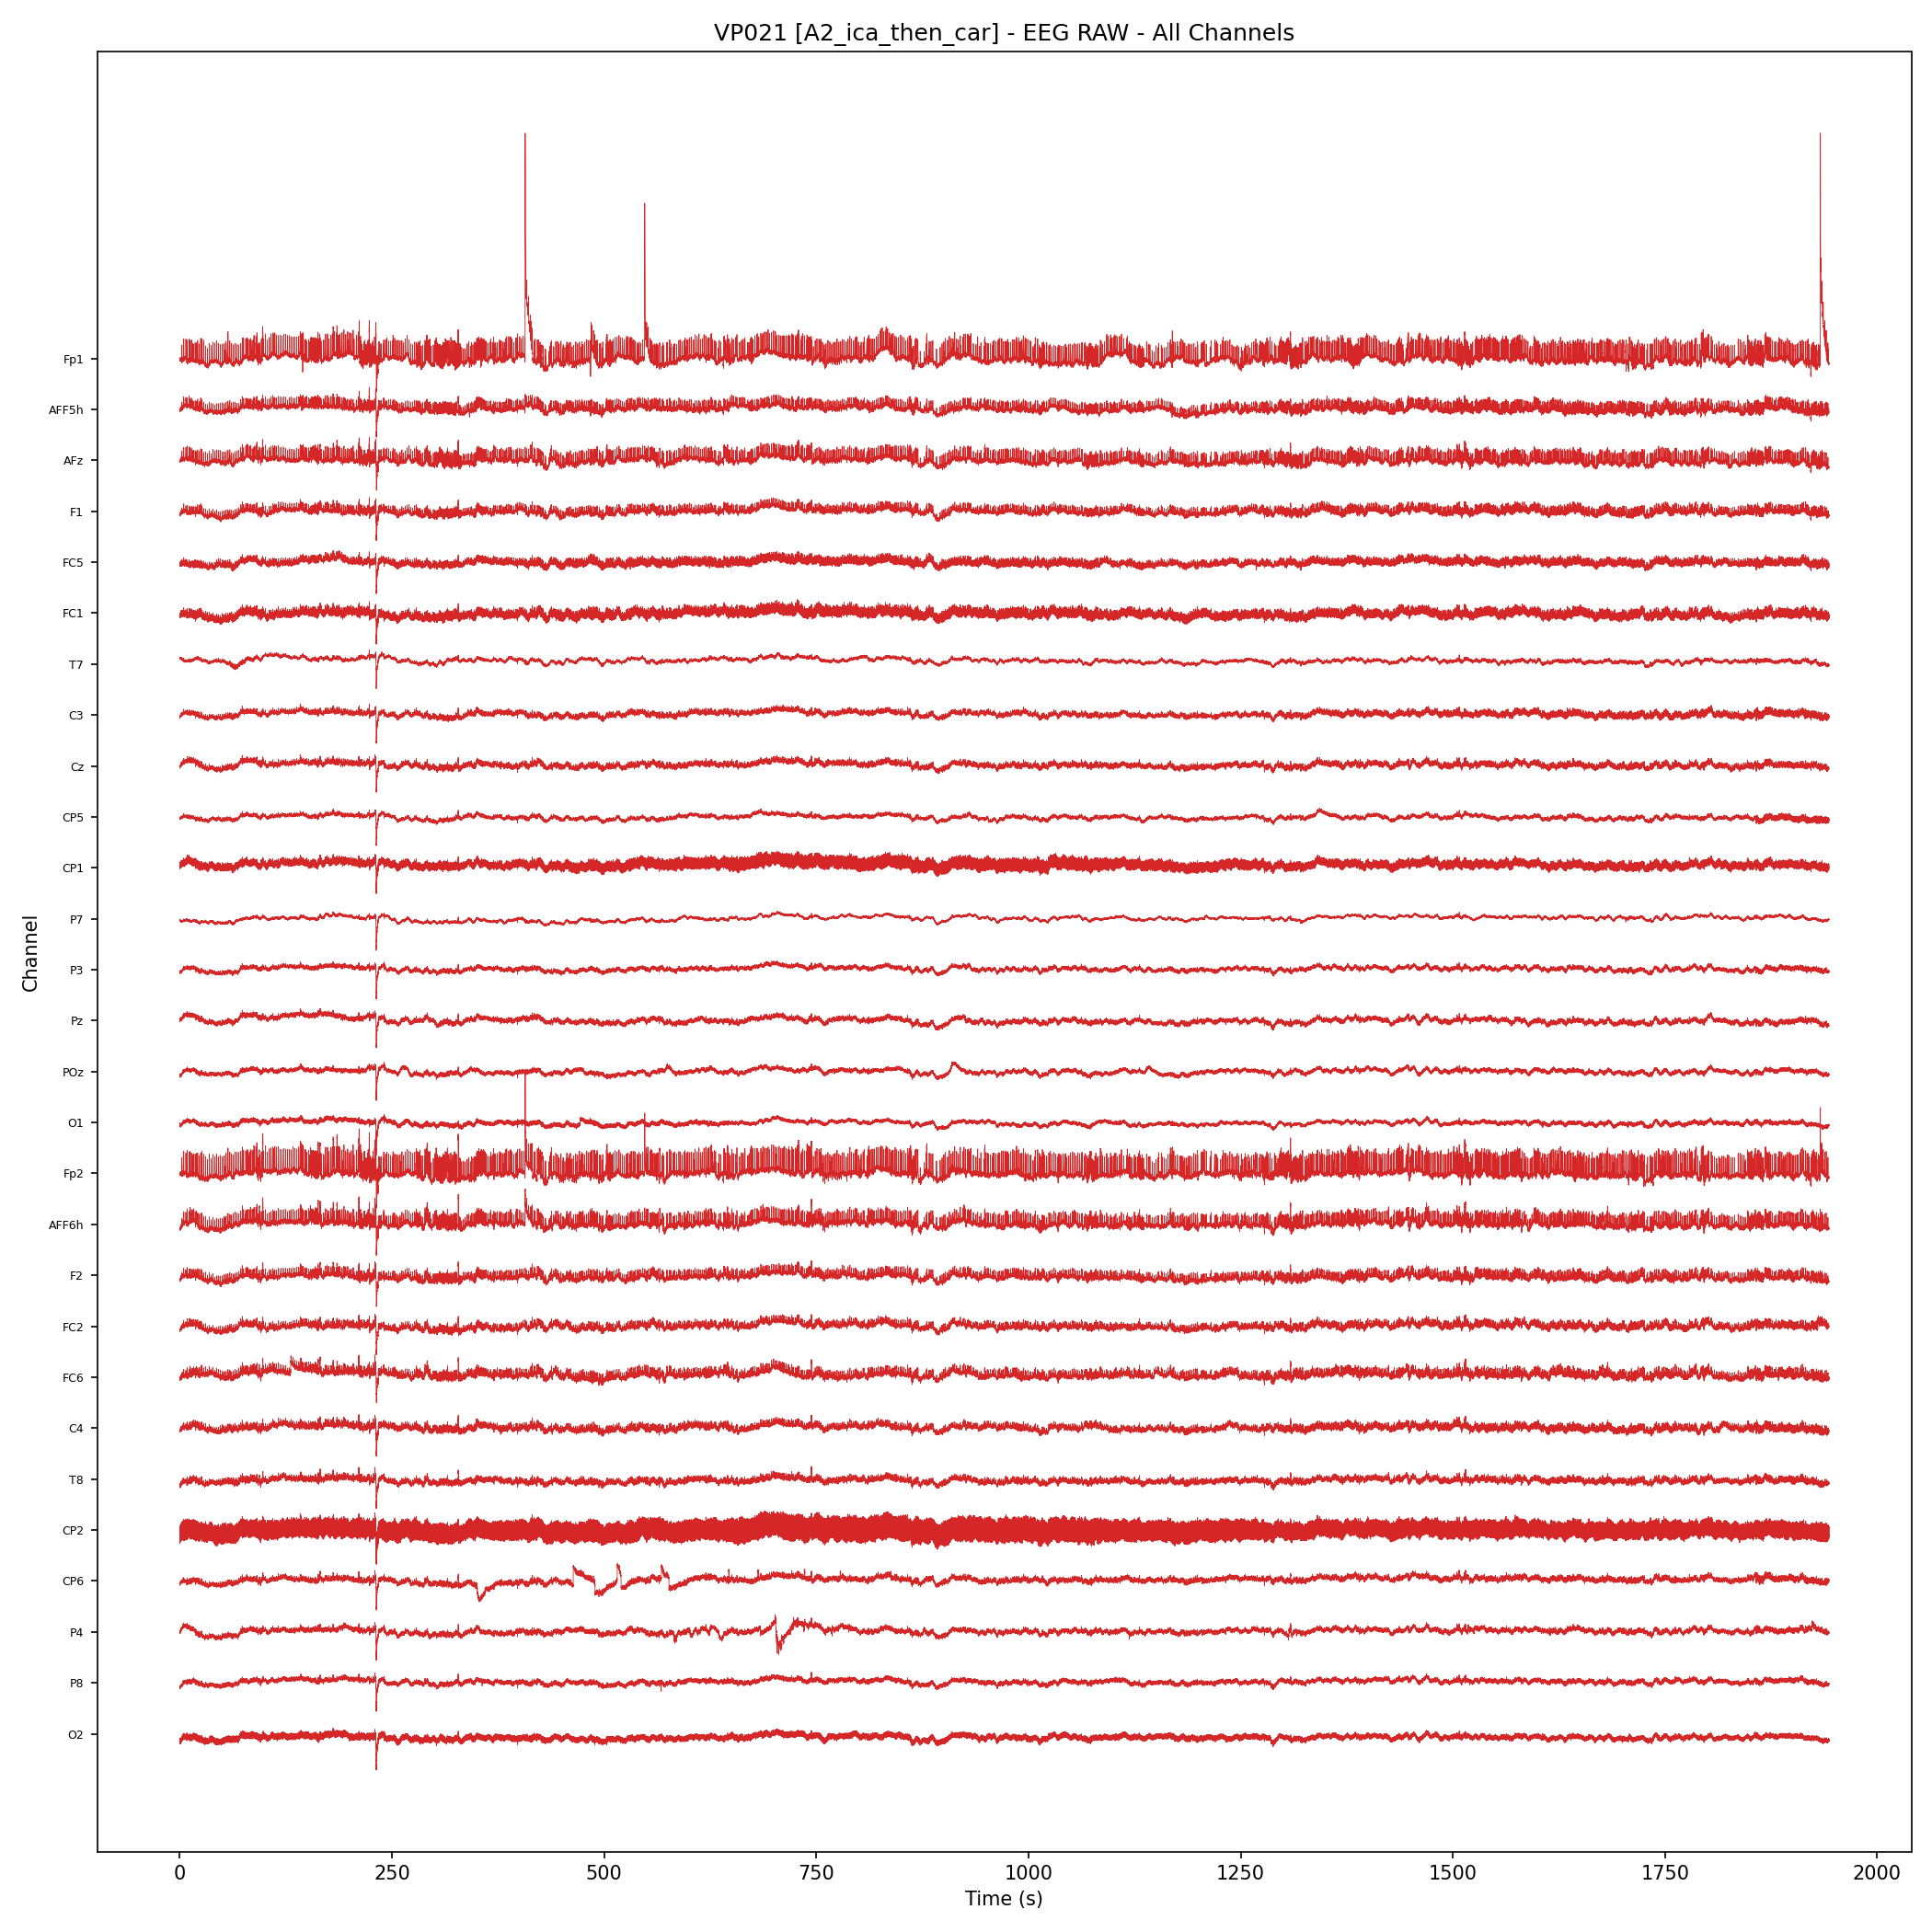 VP021 [A2_ica_then_car] - EEG RAW - All Channels
Channel
Fp1
AFF5h
AFz
F1
FC5
FC1
T7
C3
Cz
CP5
CP1
P7
P3
Pz
POz
O1
Fp2
AFF6h
F2
FC2
FC6
C4
T8
CP2
CP6
P4
P8
O2
0 250 500 750 1000 1250 1500 1750 2000
Time (s)